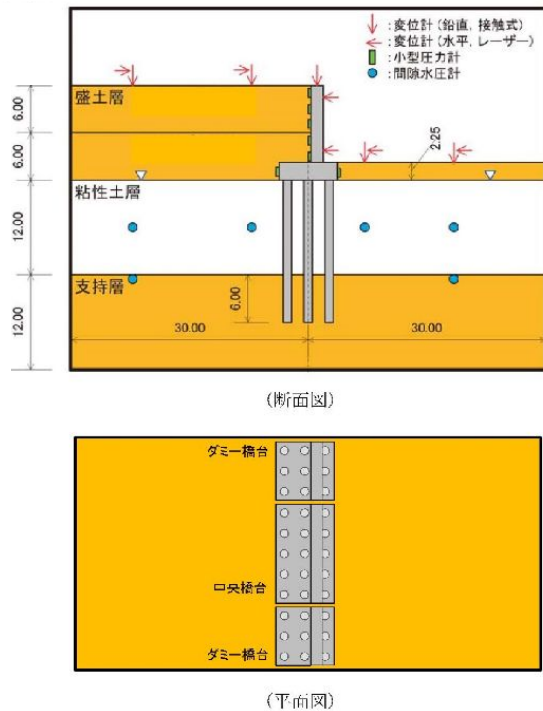 ：変位計（鉛直，接触式）
：変位計（水平，レーザー）
：小型圧力計
：間隙水圧計
盛土層
6.00
6.00
2.25
粘性土層
12.00
支持層
6.00
12.00
30.00
30.00
（断面図）
ダミー橋台
中央橋台
ダミー橋台
（平面図）